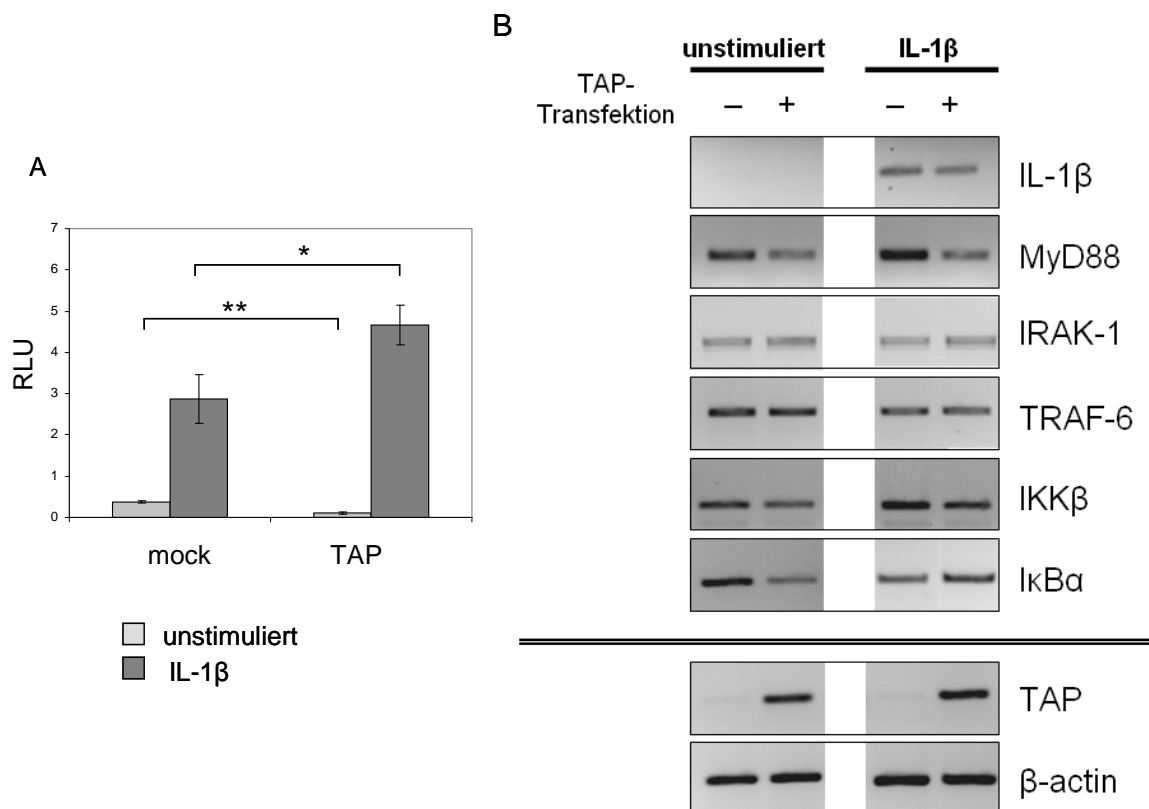 A
7
6
5
4
3
2
1
0
RLU
*
**
mock TAP
unstimuliert
IL-1β
B
unstimuliert IL-1β
TAP-
Transfektion
– + – +
IL-1β
MyD88
IRAK-1
TRAF-6
IKKβ
IκBα
TAP
β-actin